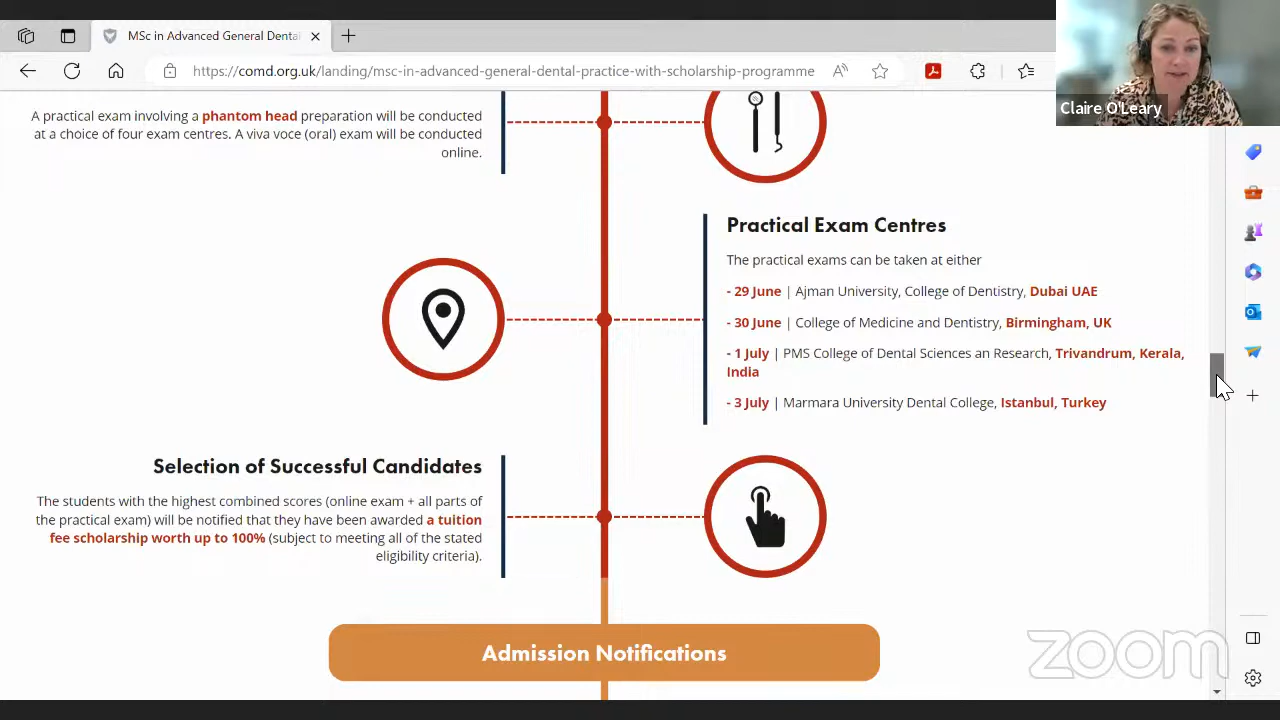 MSc in Advanced General Dental
https://comd.org.uk/landing/msc-in-advanced-general-dental-practice-with-scholarship-programme
Claire O'Leary
A practical exam involving a phantom head preparation will be conducted
at a choice of four exam centres. A viva voce (oral) exam will be conducted
online.
Practical Exam Centres
The practical exams can be taken at either
- 29 June | Ajman University, College of Dentistry, Dubai UAE
- 30 June | College of Medicine and Dentistry, Birmingham, UK
- 1 July | PMS College of Dental Sciences an Research, Trivandrum, Kerala,
India
- 3 July | Marmara University Dental College, Istanbul, Turkey
Selection of Successful Candidates
The students with the highest combined scores (online exam + all parts of
the practical exam) will be notified that they have been awarded a tuition
fee scholarship worth up to 100% (subject to meeting all of the stated
eligibility criteria).
Admission Notifications
zoom